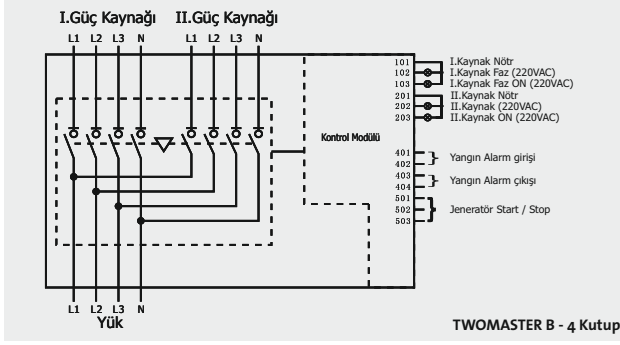 I.Güç Kaynağı II.Güç Kaynağı
L1 L2 L3 N L1 L2 L3 N
101 I.Kaynak Nötr
102 I.Kaynak Faz (220VAC)
103 I.Kaynak Faz ON (220VAC)
201 II.Kaynak Nötr
202 II.Kaynak (220VAC)
203 II.Kaynak ON (220VAC)
Kontrol Modülü
401
402
Yangın Alarm girişi
403
404
Yangın Alarm çıkışı
501
502
503
Jeneratör Start / Stop
L1 L2 L3 N
Yük
TWOMASTER B - 4 Kutup